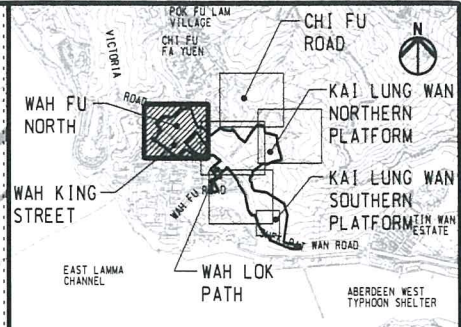 POK FU LAM
VILLAGE
CHI FU
FA YUEN
VICTORIA
ROAD
CHI FU
ROAD
N
WAH FU
NORTH
KAI LUNG WAN
NORTHERN
PLATFORM
WAH KING
STREET
WAH FU ROAD
KAI LUNG WAN
SOUTHERN
PLATFORM
TIN WAN
ESTATE
WAN ROAD
EAST LAMMA
CHANNEL
WAH LOK
PATH
ABERDEEN WEST
TYPHOON SHELTER